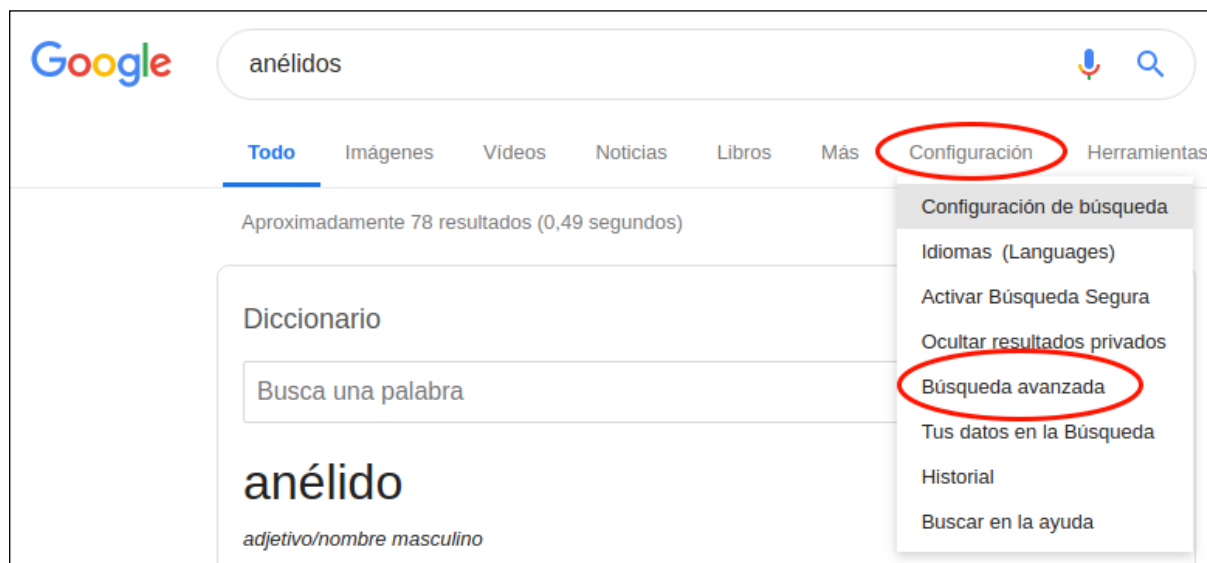 Google
anélidos
Todo Imágenes Vídeos Noticias Libros Más Configuración Herramientas
Aproximadamente 78 resultados (0,49 segundos)
Configuración de búsqueda
Idiomas (Languages)
Activar Búsqueda Segura
Ocultar resultados privados
Búsqueda avanzada
Tus datos en la Búsqueda
Historial
Buscar en la ayuda
Diccionario
Busca una palabra
anélido
adjetivo/nombre masculino